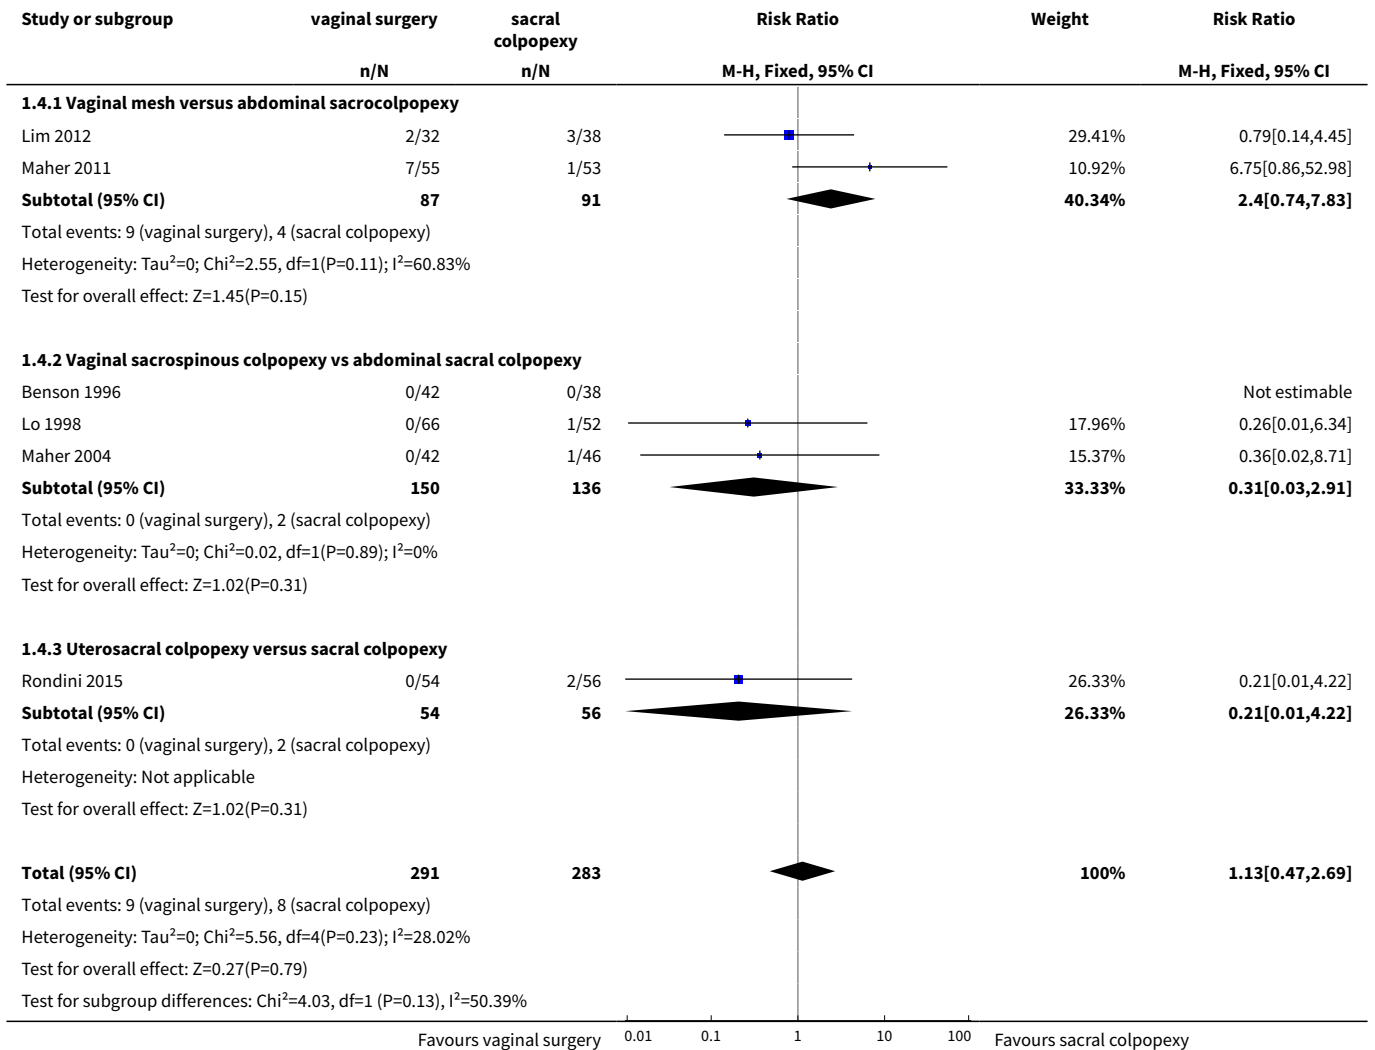 Study or subgroup vaginal surgery sacral colpopexy Risk Ratio Weight Risk Ratio
n/N n/N M-H, Fixed, 95% CI M-H, Fixed, 95% CI
1.4.1 Vaginal mesh versus abdominal sacrocolpopexy
Lim 2012 2/32 3/38 29.41% 0.79[0.14,4.45]
Maher 2011 7/55 1/53 10.92% 6.75[0.86,52.98]
Subtotal (95% CI) 87 91 40.34% 2.4[0.74,7.83]
Total events: 9 (vaginal surgery), 4 (sacral colpopexy)
Heterogeneity: Tau²=0; Chi²=2.55, df=1(P=0.11); I²=60.83%
Test for overall effect: Z=1.45(P=0.15)
1.4.2 Vaginal sacrospinous colpopexy vs abdominal sacral colpopexy
Benson 1996 0/42 0/38 Not estimable
Lo 1998 0/66 1/52 17.96% 0.26[0.01,6.34]
Maher 2004 0/42 1/46 15.37% 0.36[0.02,8.71]
Subtotal (95% CI) 150 136 33.33% 0.31[0.03,2.91]
Total events: 0 (vaginal surgery), 2 (sacral colpopexy)
Heterogeneity: Tau²=0; Chi²=0.02, df=1(P=0.89); I²=0%
Test for overall effect: Z=1.02(P=0.31)
1.4.3 Uterosacral colpopexy versus sacral colpopexy
Rondini 2015 0/54 2/56 26.33% 0.21[0.01,4.22]
Subtotal (95% CI) 54 56 26.33% 0.21[0.01,4.22]
Total events: 0 (vaginal surgery), 2 (sacral colpopexy)
Heterogeneity: Not applicable
Test for overall effect: Z=1.02(P=0.31)
Total (95% CI) 291 283 100% 1.13[0.47,2.69]
Total events: 9 (vaginal surgery), 8 (sacral colpopexy)
Heterogeneity: Tau²=0; Chi²=5.56, df=4(P=0.23); I²=28.02%
Test for overall effect: Z=0.27(P=0.79)
Test for subgroup differences: Chi²=4.03, df=1 (P=0.13), I²=50.39%
Favours vaginal surgery 0.01 0.1 1 10 100 Favours sacral colpopexy